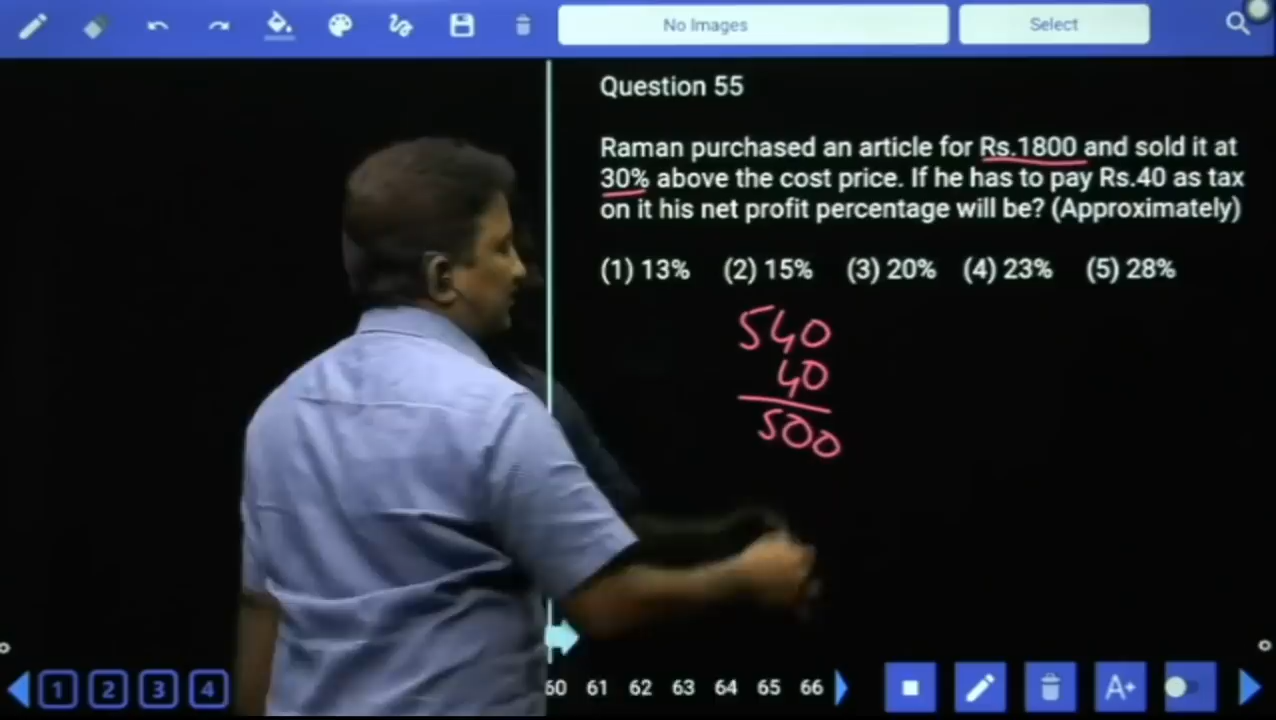 No Images
Select
Question 55
Raman purchased an article for Rs.1800 and sold it at
30% above the cost price. If he has to pay Rs.40 as tax
on it his net profit percentage will be? (Approximately)
(1) 13% (2) 15% (3) 20% (4) 23% (5) 28%
540
40
500
1 2 3 4
60 61 62 63 64 65 66
A+